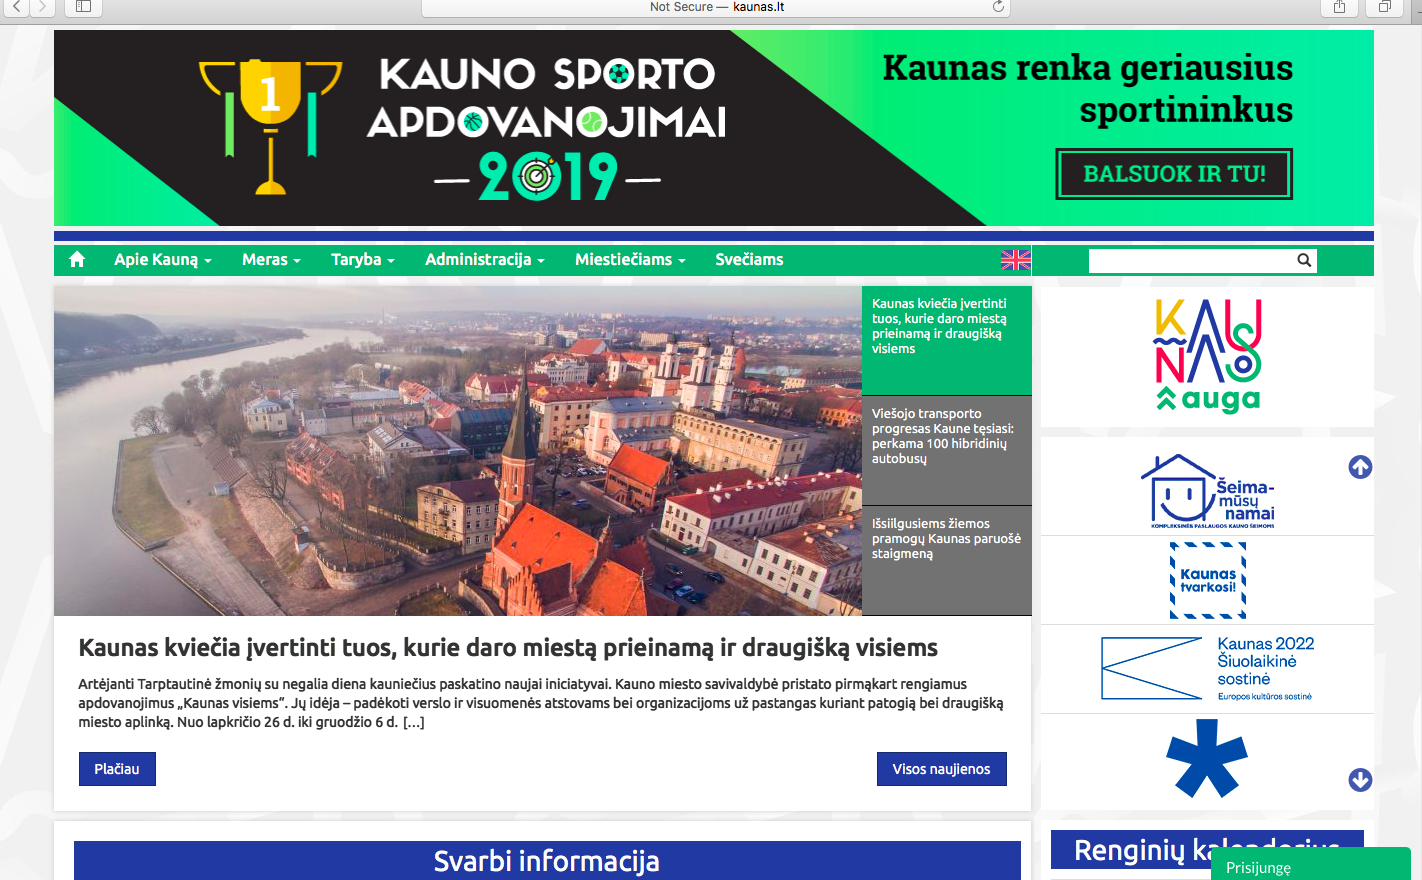 Not Secure — kaunas.lt
KAUNO SPORTO
APDOVANOJIMAI
2019
1
Kaunas renka geriausius
sportininkus
BALSUOK IR TU!
Apie Kauną
Meras
Taryba
Administracija
Miestiečiams
Svečiams
Kaunas kviečia įvertinti
tuos, kurie daro miestą
prieinamą ir draugišką
visiems
Viešojo transporto
progresas Kaune tęsiasi:
perkama 100 hibridinių
autobusų
Išsiilgusiems žiemos
pramogų Kaunas paruošė
staigmeną
Kaunas kviečia įvertinti tuos, kurie daro miestą prieinamą ir draugišką visiems
Artėjanti Tarptautinė žmonių su negalia diena kauniečius paskatino naujai iniciatyvai. Kauno miesto savivaldybė pristato pirmąkart rengiamus
apdovanojimus „Kaunas visiems“. Jų idėja – padėkoti verslo ir visuomenės atstovams bei organizacijoms už pastangas kuriant patogią bei draugišką
miesto aplinką. Nuo lapkričio 26 d. iki gruodžio 6 d. […]
Plačiau
Visos naujienos
Svarbi informacija
KAU
NAS
auga
Šeima-
mūsų
namai
KOMPLEKSINĖS PASLAUGOS KAUNO ŠEIMOMS
Kaunas
tvarkosi!
Kaunas 2022
Šiuolaikinė
sostinė
Europos kultūros sostinė
Renginių kalendorius
Prisijungę